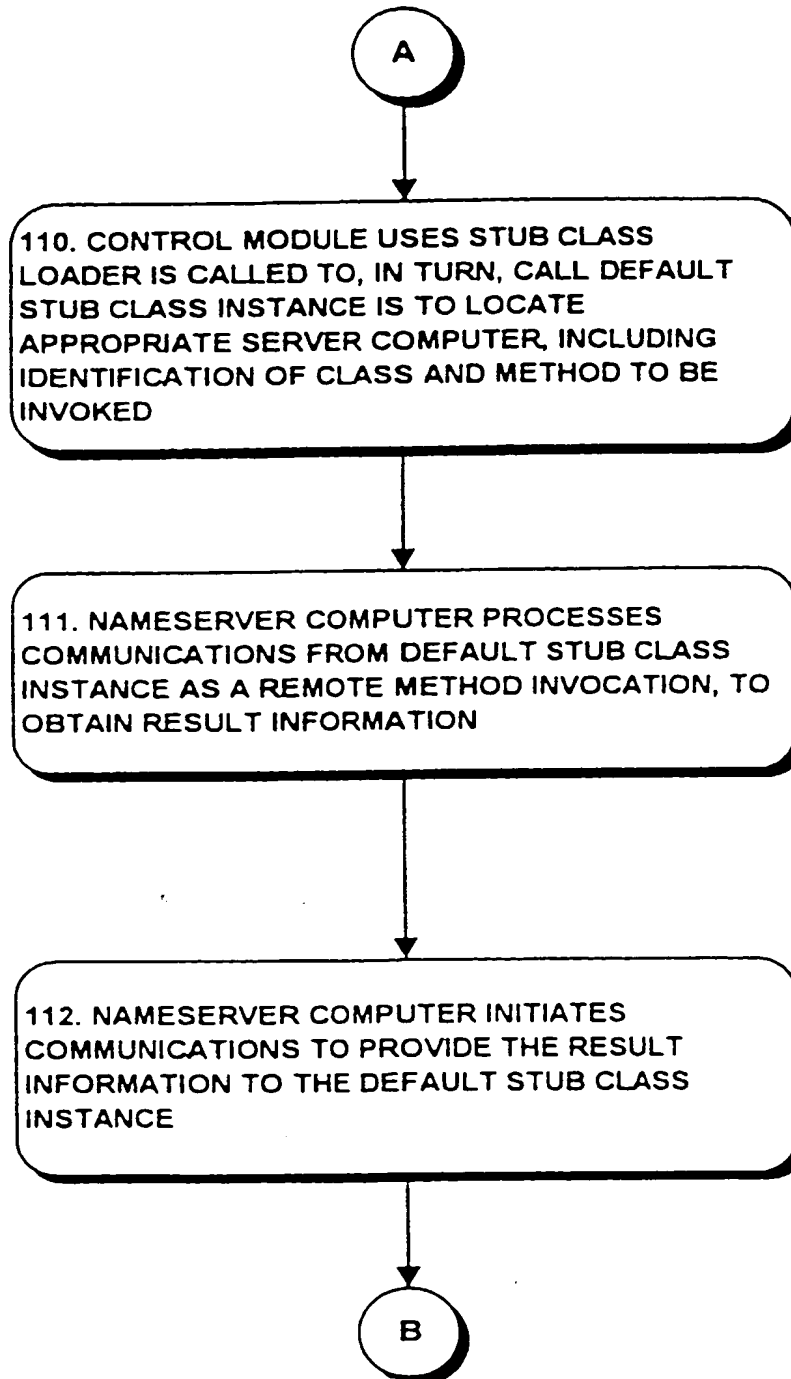 A
110. CONTROL MODULE USES STUB CLASS
LOADER IS CALLED TO, IN TURN, CALL DEFAULT
STUB CLASS INSTANCE IS TO LOCATE
APPROPRIATE SERVER COMPUTER, INCLUDING
IDENTIFICATION OF CLASS AND METHOD TO BE
INVOKED
111. NAMESERVER COMPUTER PROCESSES
COMMUNICATIONS FROM DEFAULT STUB CLASS
INSTANCE AS A REMOTE METHOD INVOCATION, TO
OBTAIN RESULT INFORMATION
112. NAMESERVER COMPUTER INITIATES
COMMUNICATIONS TO PROVIDE THE RESULT
INFORMATION TO THE DEFAULT STUB CLASS
INSTANCE
B